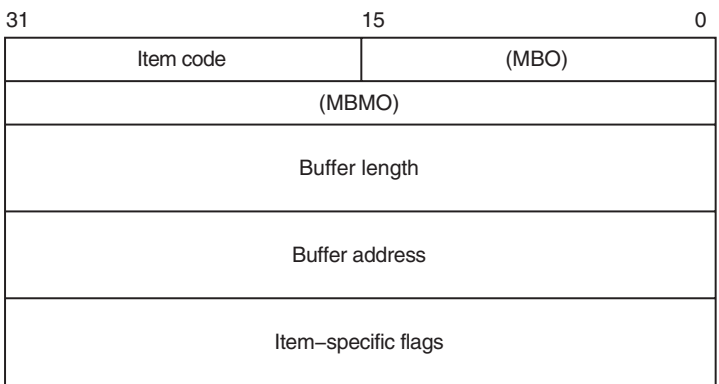 31 15 0
Item code (MBO)
(MBMO)
Buffer length
Buffer address
Item−specific flags